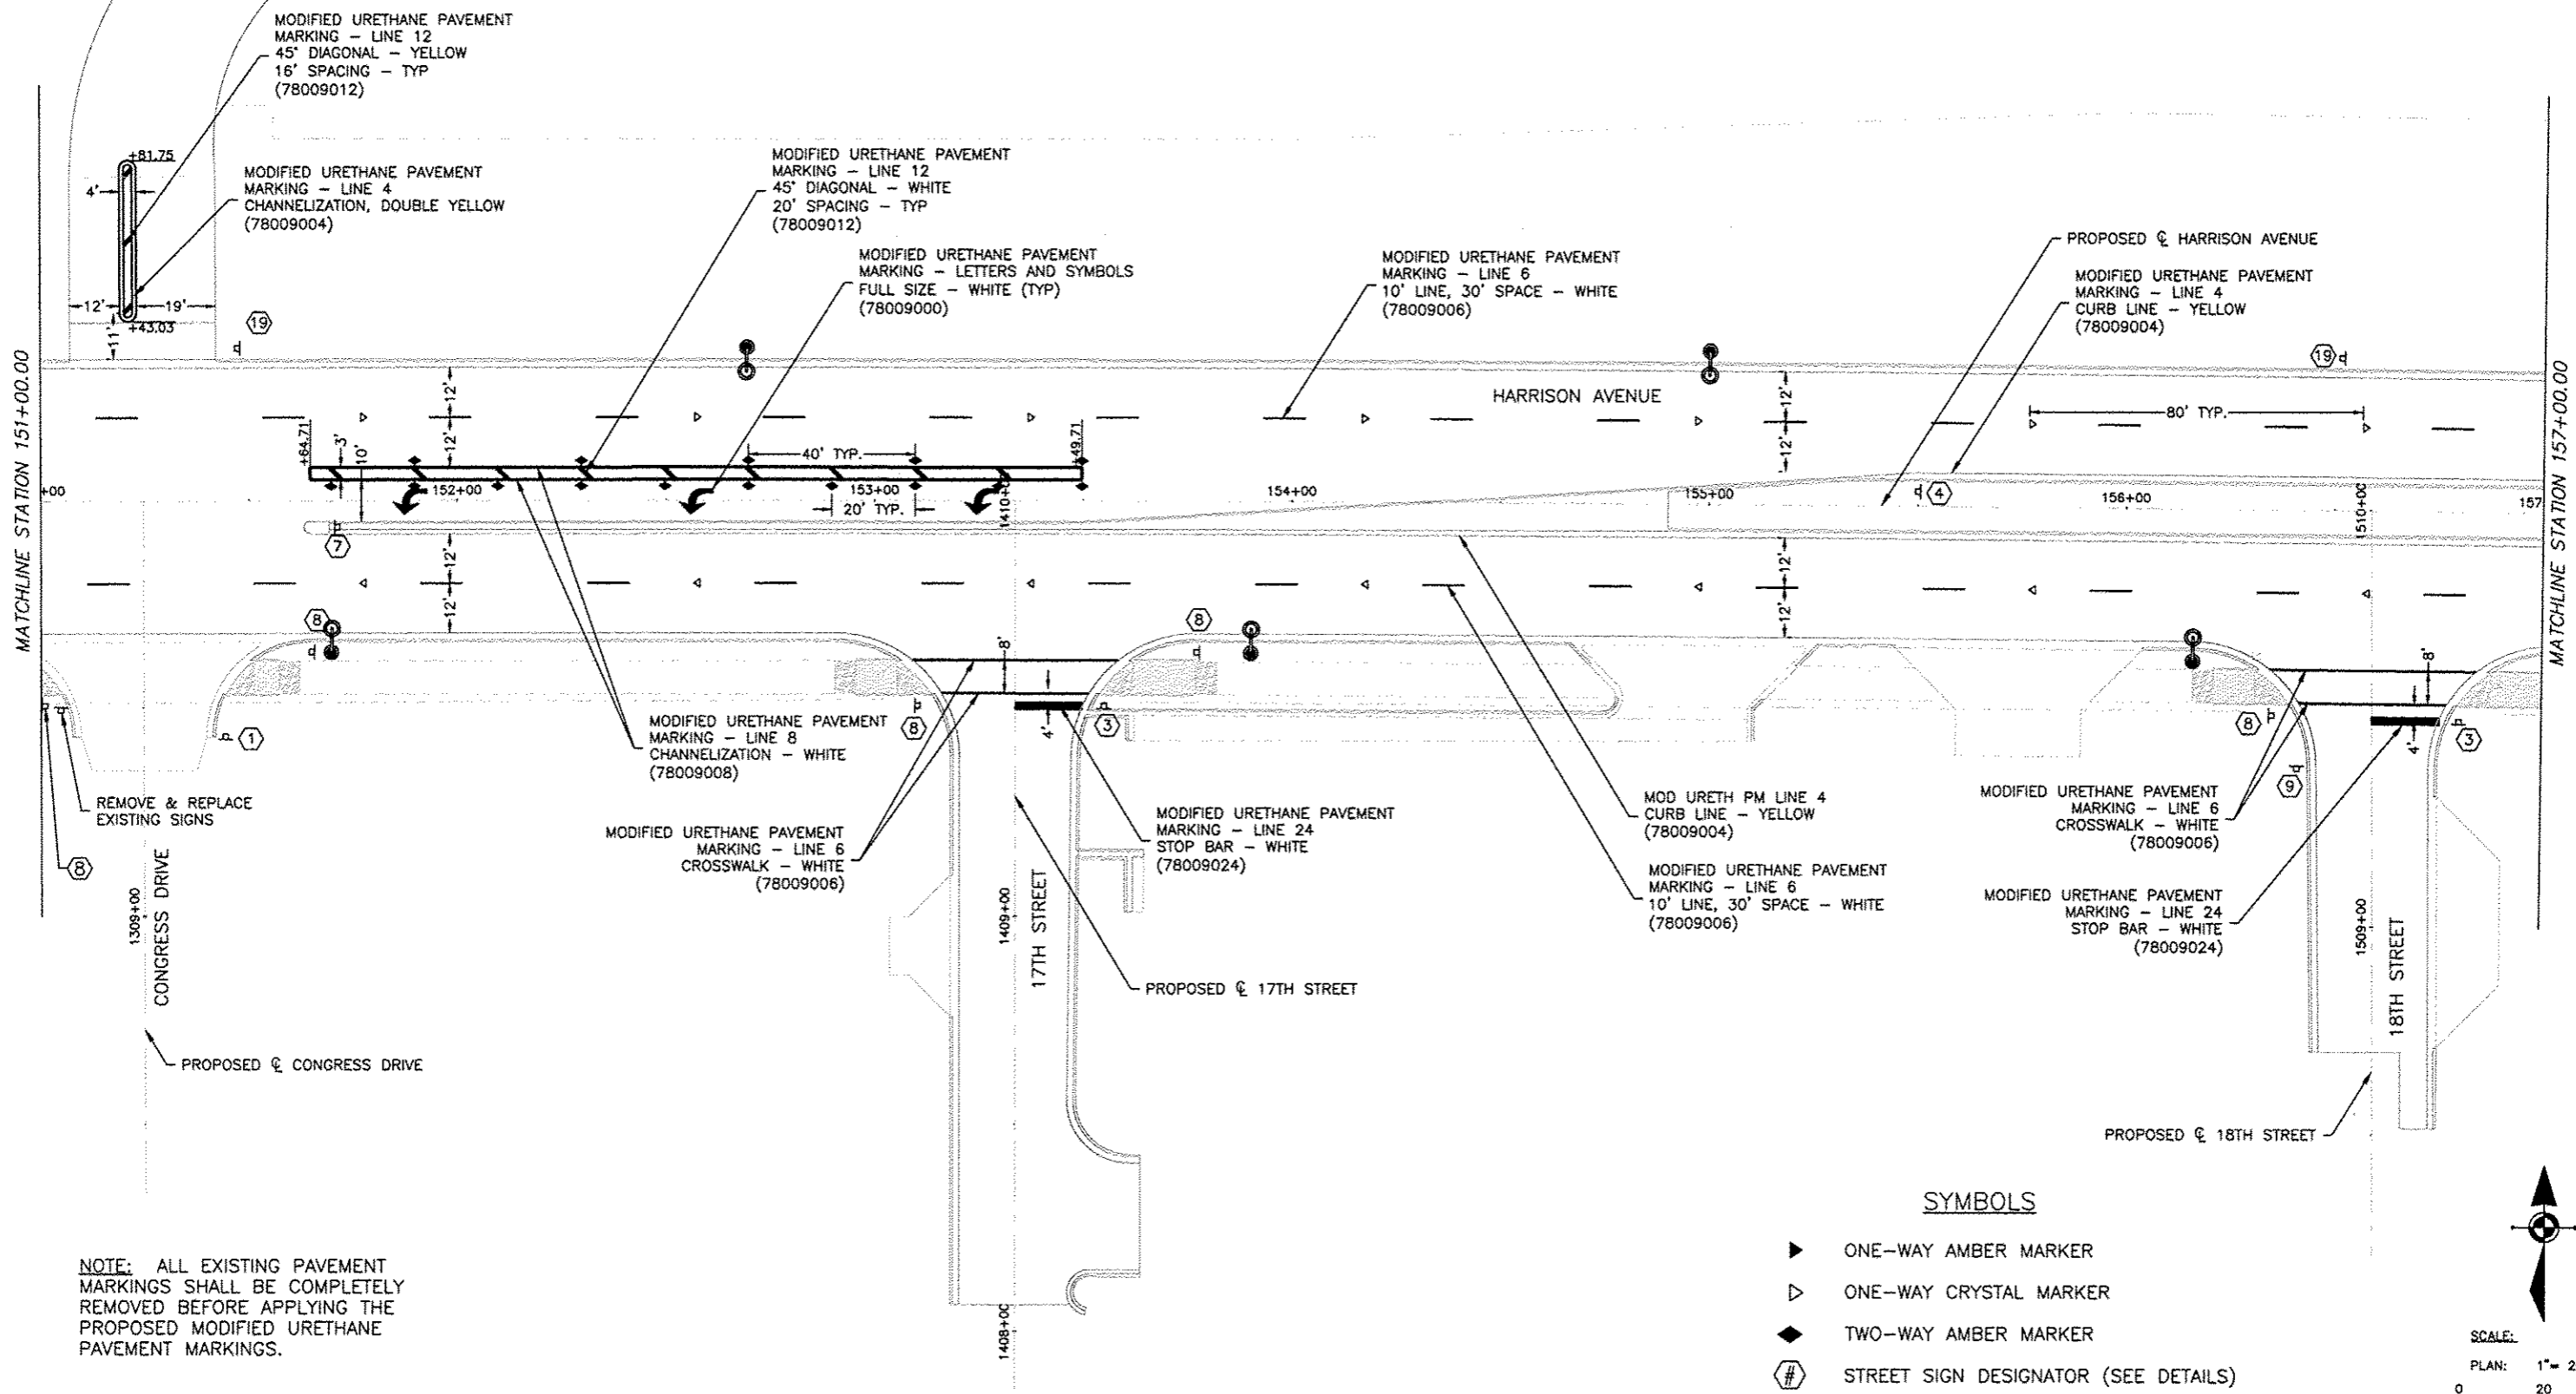 MODIFIED URETHANE PAVEMENT
MARKING – LINE 12
45° DIAGONAL – YELLOW
16' SPACING – TYP
(78009012)
+81.75
4'
MODIFIED URETHANE PAVEMENT
MARKING – LINE 4
CHANNELIZATION, DOUBLE YELLOW
(78009004)
12'
19'
+43.03
11'
19
MODIFIED URETHANE PAVEMENT
MARKING – LINE 12
45° DIAGONAL – WHITE
20' SPACING – TYP
(78009012)
MODIFIED URETHANE PAVEMENT
MARKING – LETTERS AND SYMBOLS
FULL SIZE – WHITE (TYP)
(78009000)
MODIFIED URETHANE PAVEMENT
MARKING – LINE 6
10' LINE, 30' SPACE – WHITE
(78009006)
PROPOSED ℄ HARRISON AVENUE
MODIFIED URETHANE PAVEMENT
MARKING – LINE 4
CURB LINE – YELLOW
(78009004)
19
MATCHLINE STATION 151+00.00
MATCHLINE STATION 157+00.00
HARRISON AVENUE
12'
12'
12'
12'
80' TYP.
+64.71
3'
10'
40' TYP.
+49.71
+00
152+00
153+00
20' TYP.
1410+00
154+00
155+00
4
156+00
1510+00
157
7
12'
12'
12'
12'
8
8
8'
4'
8
3
8'
4'
8
3
9
1
REMOVE & REPLACE
EXISTING SIGNS
8
MODIFIED URETHANE PAVEMENT
MARKING – LINE 8
CHANNELIZATION – WHITE
(78009008)
MODIFIED URETHANE PAVEMENT
MARKING – LINE 6
CROSSWALK – WHITE
(78009006)
MODIFIED URETHANE PAVEMENT
MARKING – LINE 24
STOP BAR – WHITE
(78009024)
MOD URETH PM LINE 4
CURB LINE – YELLOW
(78009004)
MODIFIED URETHANE PAVEMENT
MARKING – LINE 6
10' LINE, 30' SPACE – WHITE
(78009006)
MODIFIED URETHANE PAVEMENT
MARKING – LINE 6
CROSSWALK – WHITE
(78009006)
MODIFIED URETHANE PAVEMENT
MARKING – LINE 24
STOP BAR – WHITE
(78009024)
1309+00
CONGRESS DRIVE
1409+00
17TH STREET
1509+00
18TH STREET
PROPOSED ℄ 17TH STREET
PROPOSED ℄ CONGRESS DRIVE
PROPOSED ℄ 18TH STREET
1408+00
NOTE: ALL EXISTING PAVEMENT
MARKINGS SHALL BE COMPLETELY
REMOVED BEFORE APPLYING THE
PROPOSED MODIFIED URETHANE
PAVEMENT MARKINGS.
SYMBOLS
ONE–WAY AMBER MARKER
ONE–WAY CRYSTAL MARKER
TWO–WAY AMBER MARKER
# STREET SIGN DESIGNATOR (SEE DETAILS)
SCALE:
PLAN: 1"= 2
0 20